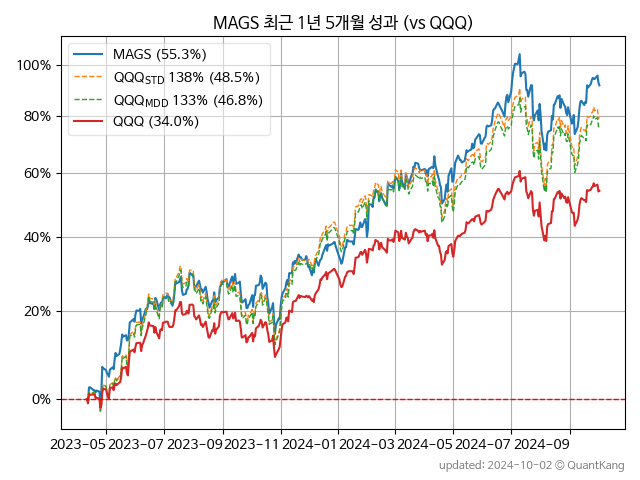 MAGS 최근 1년 5개월 성과 (vs QQQ)
MAGS (55.3%)
QQQSTD 138% (48.5%)
QQQMDD 133% (46.8%)
QQQ (34.0%)
100%
80%
60%
40%
20%
0%
2023-05 2023-07 2023-09 2023-11 2024-01 2024-03 2024-05 2024-07 2024-09
updated: 2024-10-02 © QuantKang